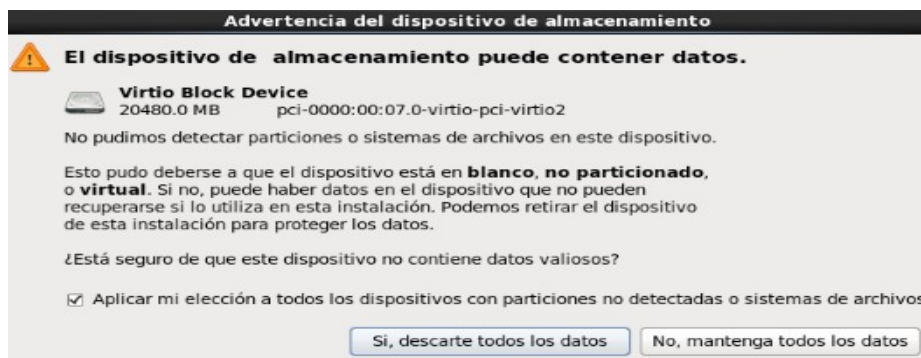 Advertencia del dispositivo de almacenamiento
El dispositivo de almacenamiento puede contener datos.
Virtio Block Device
20480.0 MB pci-0000:00:07.0-virtio-pci-virtio2
No pudimos detectar particiones o sistemas de archivos en este dispositivo.
Esto pudo deberse a que el dispositivo está en blanco, no particionado,
o virtual. Si no, puede haber datos en el dispositivo que no pueden
recuperarse si lo utiliza en esta instalación. Podemos retirar el dispositivo
de esta instalación para proteger los datos.
¿Está seguro de que este dispositivo no contiene datos valiosos?
Aplicar mi elección a todos los dispositivos con particiones no detectadas o sistemas de archivos
Si, descarte todos los datos No, mantenga todos los datos